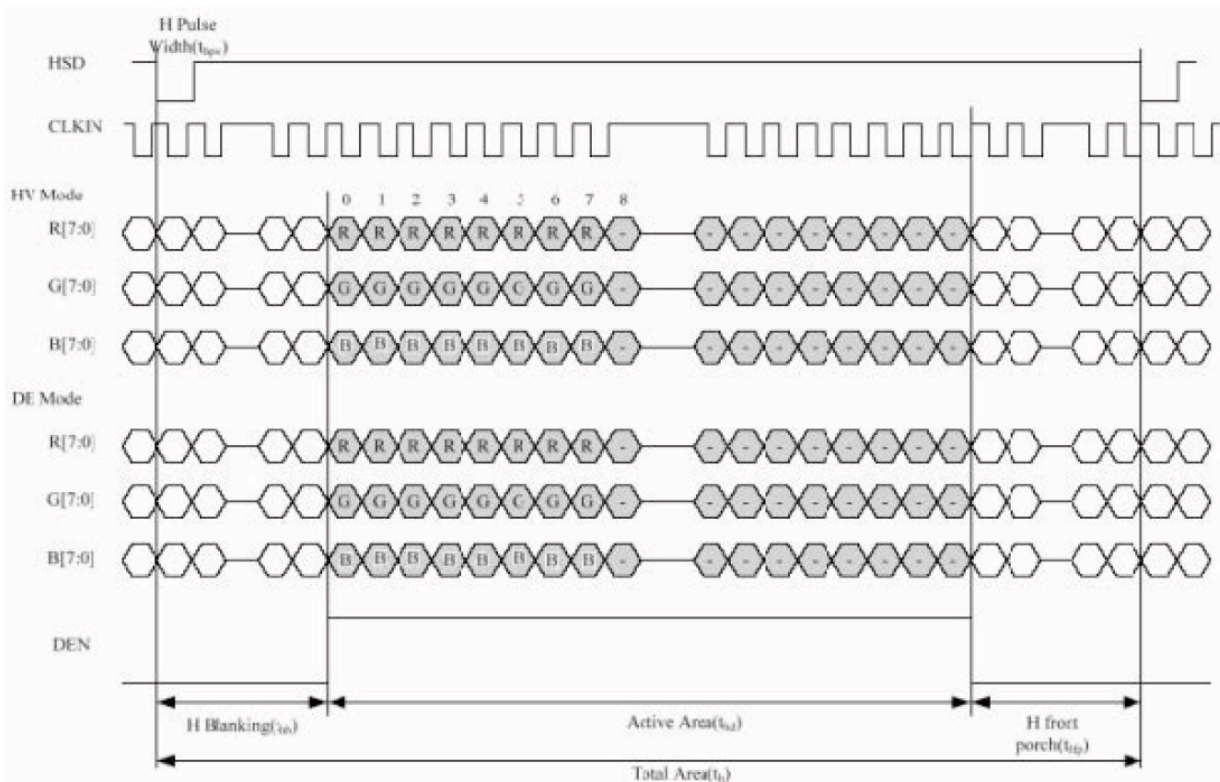 H Pulse
Width(thpw)
HSD
CLKIN
HV Mode
0 1 2 3 4 5 6 7 8
R[7:0] R R R R R R R R - - - - - - - - -
G[7:0] G G G G G G G G - - - - - - - - -
B[7:0] B B B B B B B B - - - - - - - - -
DE Mode
R[7:0] R R R R R R R R - - - - - - - - -
G[7:0] G G G G G G G G - - - - - - - - -
B[7:0] B B B B B B B B - - - - - - - - -
DEN
H Blanking(thb) Active Area(thd) H front
porch(thfp)
Total Area(th)